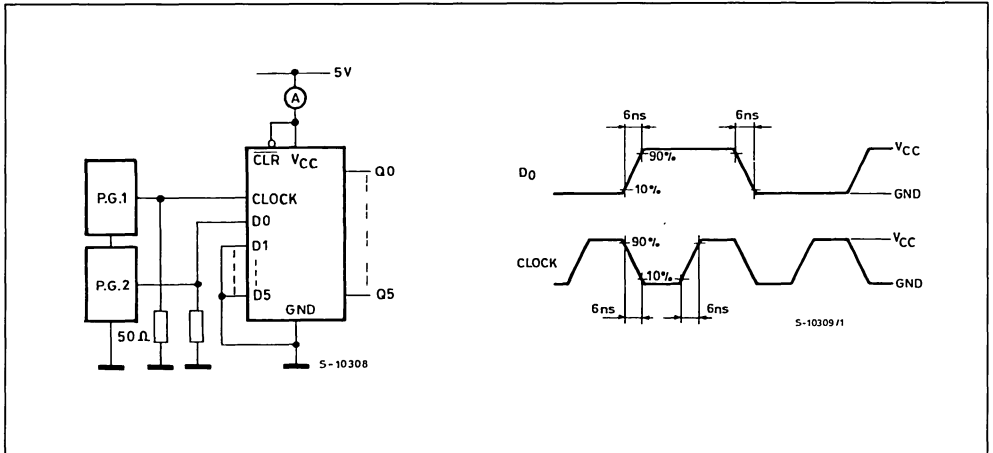 5V
A
CLR
VCC
Q0
P.G.1
CLOCK
D0
D1
P.G.2
D5
Q5
GND
50Ω
S-10308
6ns
6ns
VCC
90%
D0
10%
GND
VCC
90%
CLOCK
10%
GND
6ns
6ns
S-10309/1